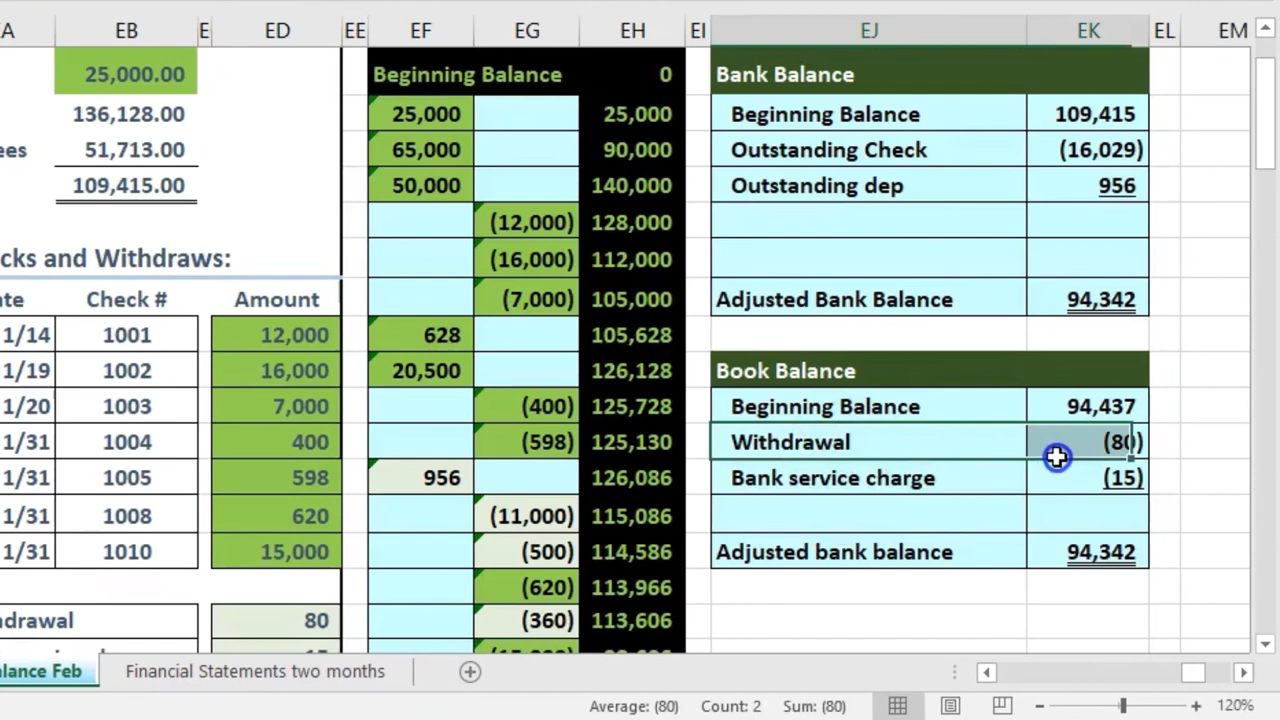 EB E ED EE EF EG EH EI EJ EK EL EM
25,000.00 Beginning Balance 0 Bank Balance
136,128.00 25,000 25,000 Beginning Balance 109,415
ees 51,713.00 65,000 90,000 Outstanding Check (16,029)
109,415.00 50,000 140,000 Outstanding dep 956
(12,000) 128,000
cks and Withdraws: (16,000) 112,000
te Check # Amount (7,000) 105,000 Adjusted Bank Balance 94,342
1/14 1001 12,000 628 105,628
1/19 1002 16,000 20,500 126,128 Book Balance
1/20 1003 7,000 (400) 125,728 Beginning Balance 94,437
1/31 1004 400 (598) 125,130 Withdrawal (80)
1/31 1005 598 956 126,086 Bank service charge (15)
1/31 1008 620 (11,000) 115,086
1/31 1010 15,000 (500) 114,586 Adjusted bank balance 94,342
(620) 113,966
drawal 80 (360) 113,606
alance Feb Financial Statements two months
Average: (80) Count: 2 Sum: (80) 120%